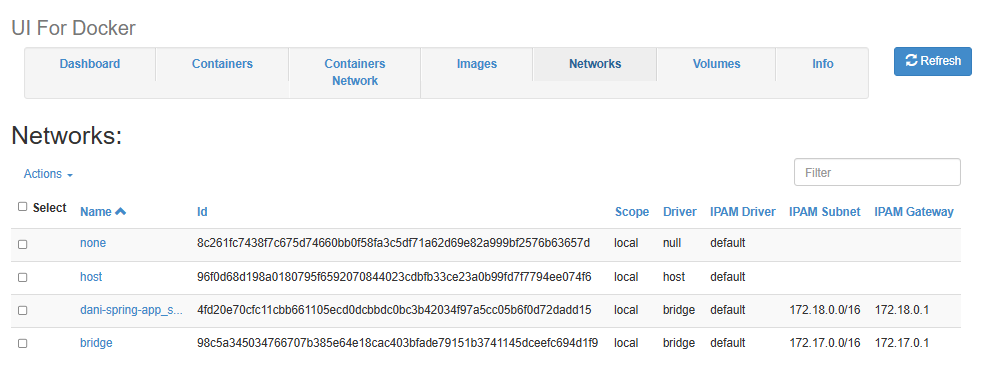 UI For Docker
Dashboard Containers Containers Network Images Networks Volumes Info Refresh
Networks:
Actions Filter
Select Name Id Scope Driver IPAM Driver IPAM Subnet IPAM Gateway
none 8c261fc7438f7c675d74660bb0f58fa3c5df71a62d69e82a999bf2576b63657d local null default
host 96f0d68d198a0180795f6592070844023cdbfb33ce23a0b99fd7f7794ee074f6 local host default
dani-spring-app_s... 4fd20e70cfc11cbb661105ecd0dcbbdc0bc3b42034f97a5cc05b6f0d72dadd15 local bridge default 172.18.0.0/16 172.18.0.1
bridge 98c5a345034766707b385e64e18cac403bfade79151b3741145dceefc694d1f9 local bridge default 172.17.0.0/16 172.17.0.1